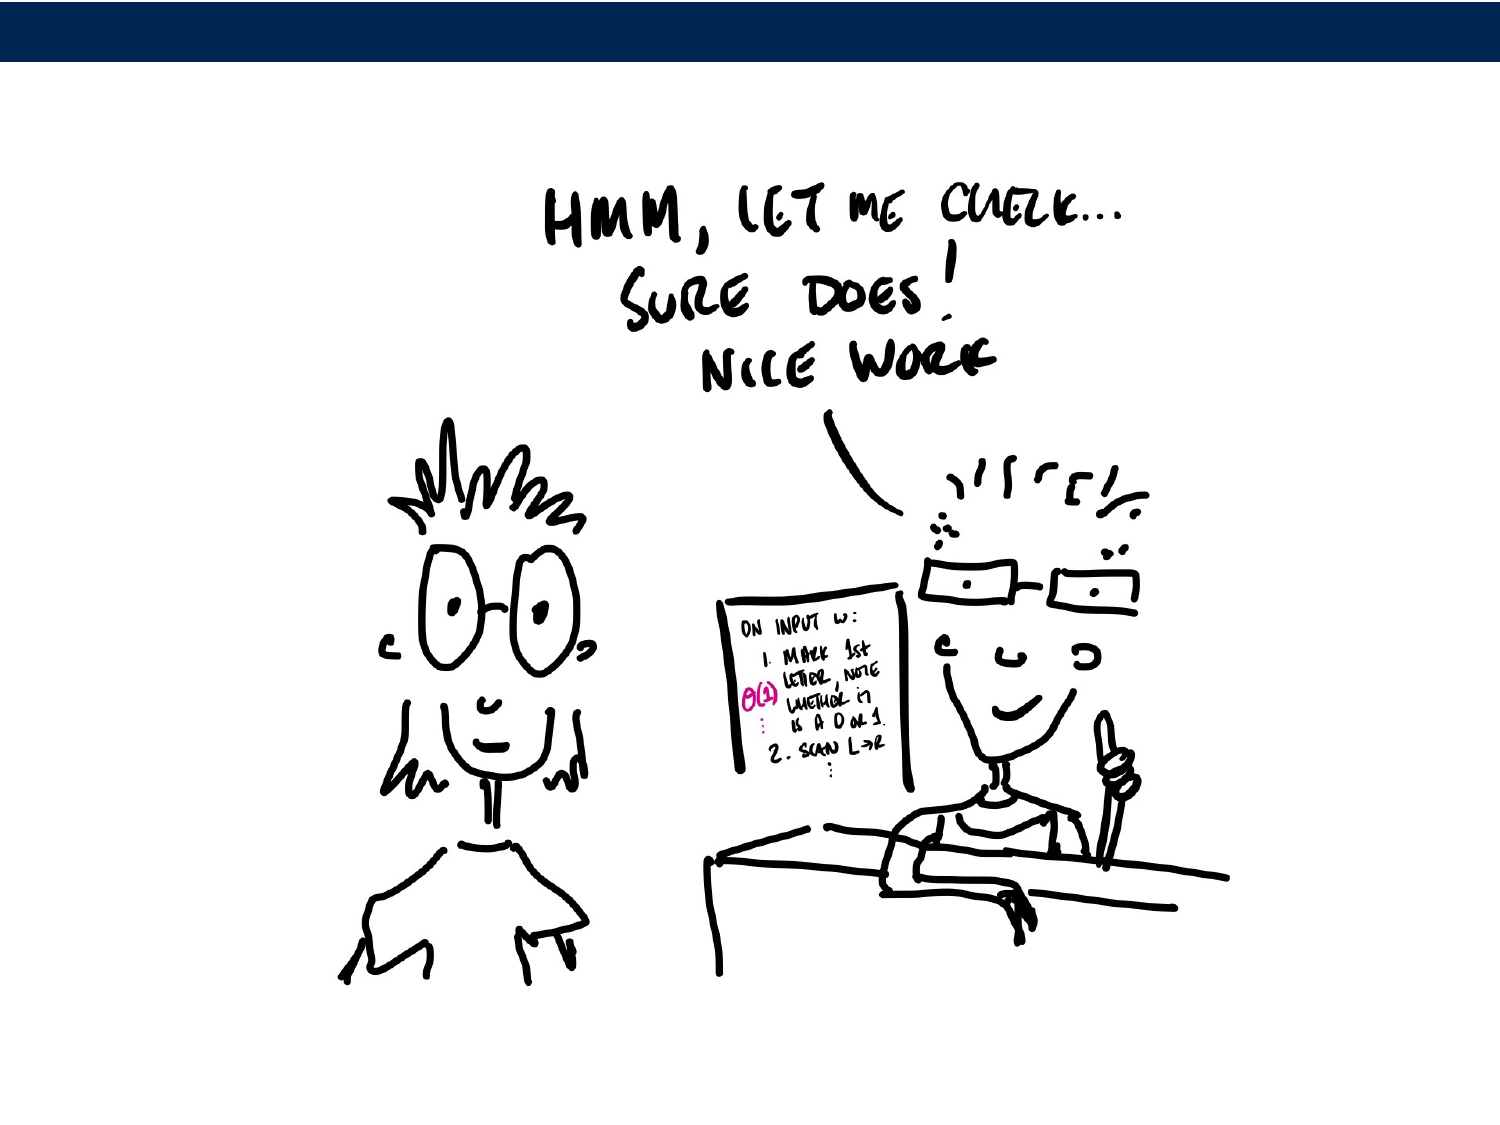 HMM, LET ME CHECK...
SURE DOES!
NICE WORK
ON INPUT W:
1. MARK 1st
LETTER, NOTE
Θ(1) WHETHER IT
⋮ IS A 0 OR 1.
2. SCAN L→R
⋮